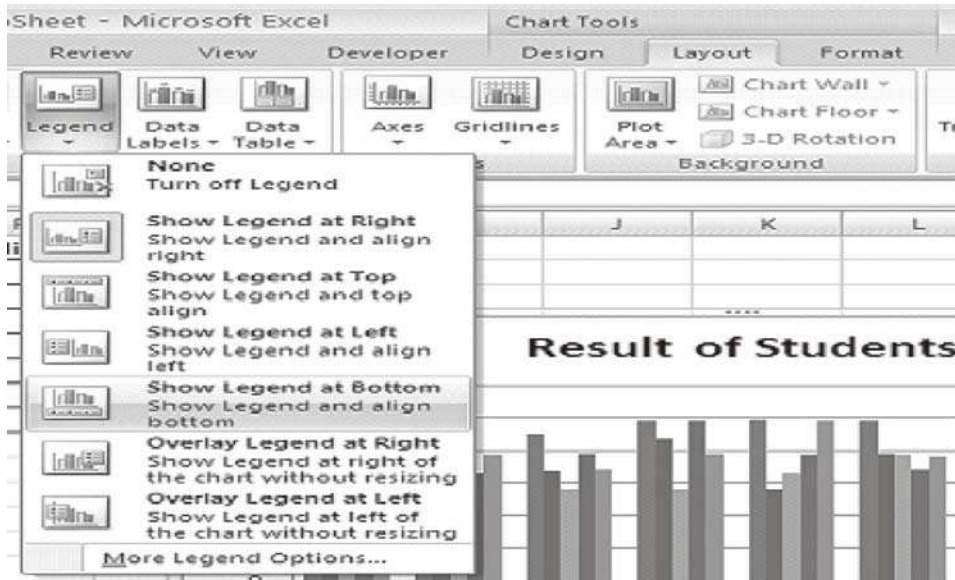 Sheet - Microsoft Excel
Chart Tools
Review View Developer Design Layout Format
Legend
Data Labels
Data Table
Axes
Gridlines
Plot Area
Chart Wall
Chart Floor
3-D Rotation
Background
None
Turn off Legend
Show Legend at Right
Show Legend and align
right
Show Legend at Top
Show Legend and top
align
Show Legend at Left
Show Legend and align
left
Show Legend at Bottom
Show Legend and align
bottom
Overlay Legend at Right
Show Legend at right of
the chart without resizing
Overlay Legend at Left
Show Legend at left of
the chart without resizing
More Legend Options...
J K L
Result of Students